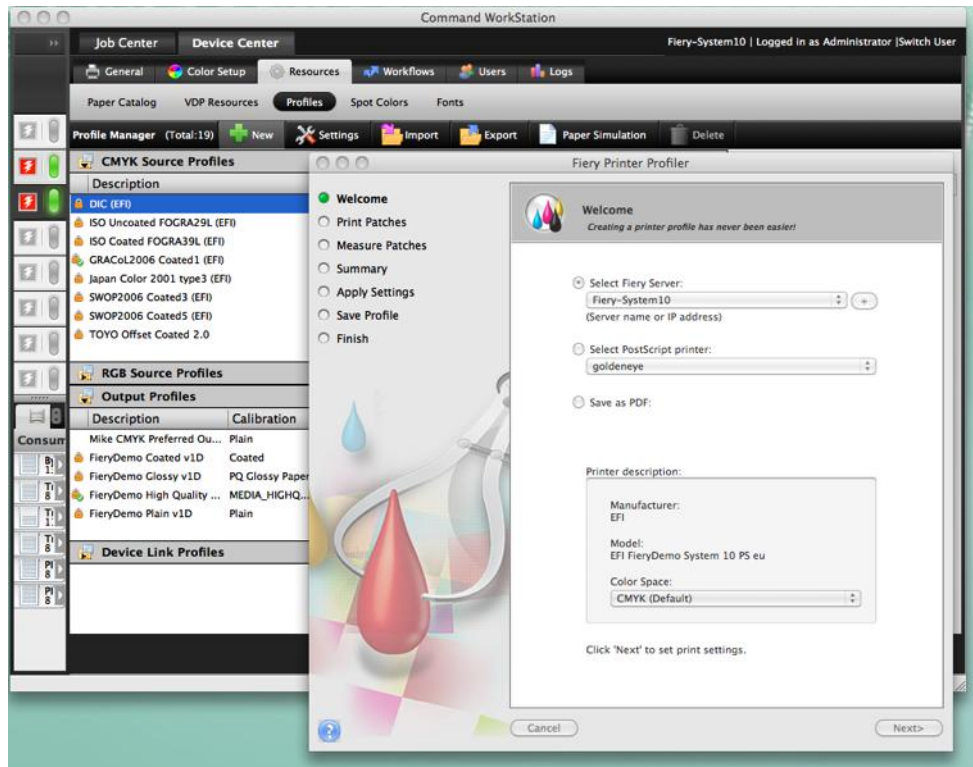 Command WorkStation
Job Center Device Center
Fiery-System10 | Logged in as Administrator |Switch User
General Color Setup Resources Workflows Users Logs
Paper Catalog VDP Resources Profiles Spot Colors Fonts
Profile Manager (Total:19) New Settings Import Export Paper Simulation Delete
CMYK Source Profiles
Description
DIC (EFI)
ISO Uncoated FOGRA29L (EFI)
ISO Coated FOGRA39L (EFI)
GRACoL2006 Coated1 (EFI)
Japan Color 2001 type3 (EFI)
SWOP2006 Coated3 (EFI)
SWOP2006 Coated5 (EFI)
TOYO Offset Coated 2.0
RGB Source Profiles
Output Profiles
Description Calibration
Mike CMYK Preferred Ou... Plain
FieryDemo Coated v1D Coated
FieryDemo Glossy v1D PQ Glossy Paper
FieryDemo High Quality ... MEDIA_HIGHQ...
FieryDemo Plain v1D Plain
Device Link Profiles
Consum
Fiery Printer Profiler
Welcome
Print Patches
Measure Patches
Summary
Apply Settings
Save Profile
Finish
Welcome
Creating a printer profile has never been easier!
Select Fiery Server:
Fiery-System10
(Server name or IP address)
Select PostScript printer:
goldeneye
Save as PDF:
Printer description:
Manufacturer:
EFI
Model:
EFI FieryDemo System 10 PS eu
Color Space:
CMYK (Default)
Click 'Next' to set print settings.
Cancel Next>